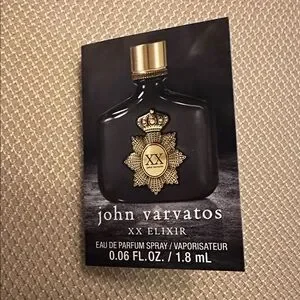 XX
john varvatos
XX ELIXIR
EAU DE PARFUM SPRAY / VAPORISATEUR
0.06 FL.OZ. / 1.8 mL